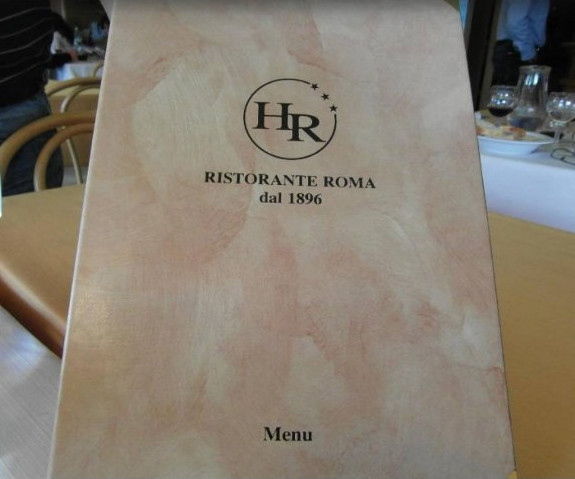 HR
RISTORANTE ROMA
dal 1896
Menu